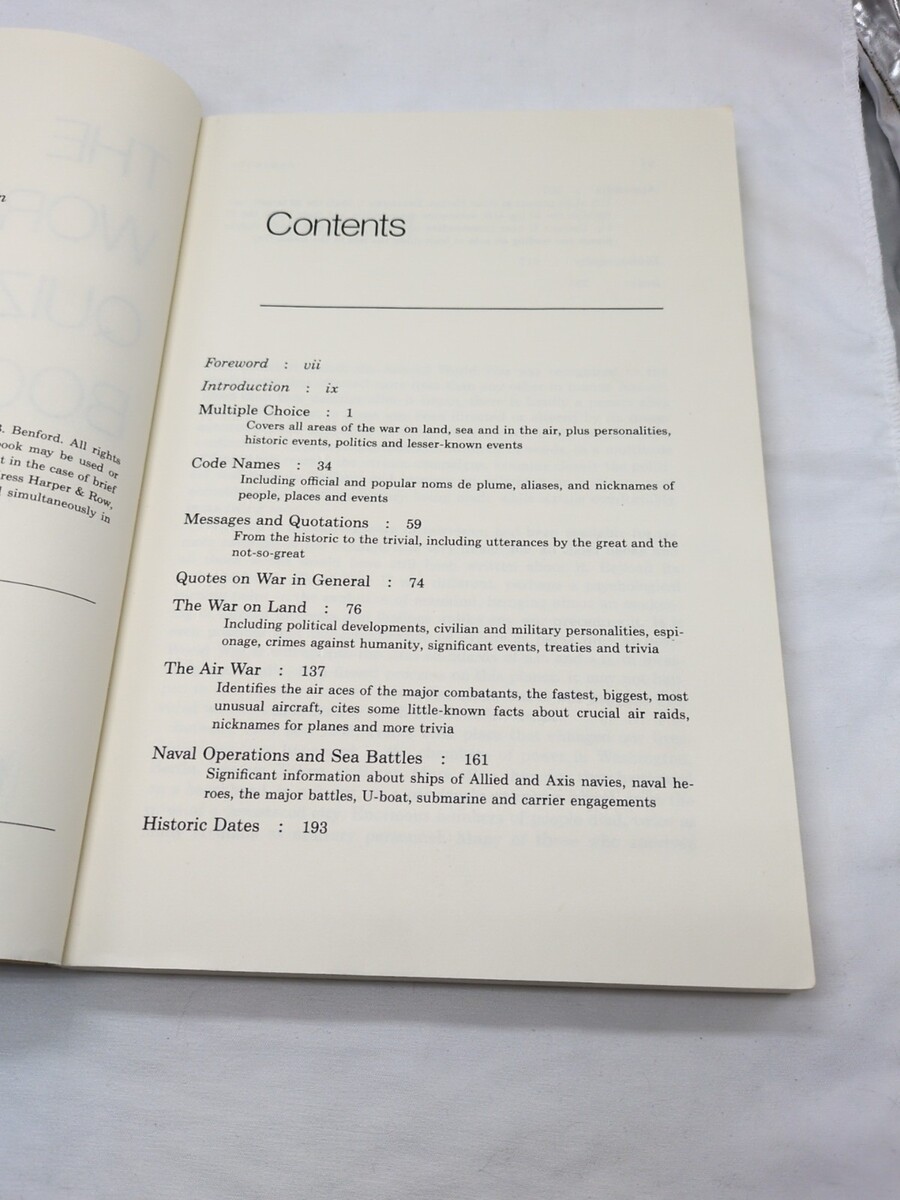 THE
WOR
QUIZ
BOO
n
. Benford. All rights
ook may be used or
t in the case of brief
ress Harper & Row,
simultaneously in
Contents
Foreword : vii
Introduction : ix
Multiple Choice : 1
Covers all areas of the war on land, sea and in the air, plus personalities,
historic events, politics and lesser-known events
Code Names : 34
Including official and popular noms de plume, aliases, and nicknames of
people, places and events
Messages and Quotations : 59
From the historic to the trivial, including utterances by the great and the
not-so-great
Quotes on War in General : 74
The War on Land : 76
Including political developments, civilian and military personalities, espi-
onage, crimes against humanity, significant events, treaties and trivia
The Air War : 137
Identifies the air aces of the major combatants, the fastest, biggest, most
unusual aircraft, cites some little-known facts about crucial air raids,
nicknames for planes and more trivia
Naval Operations and Sea Battles : 161
Significant information about ships of Allied and Axis navies, naval he-
roes, the major battles, U-boat, submarine and carrier engagements
Historic Dates : 193